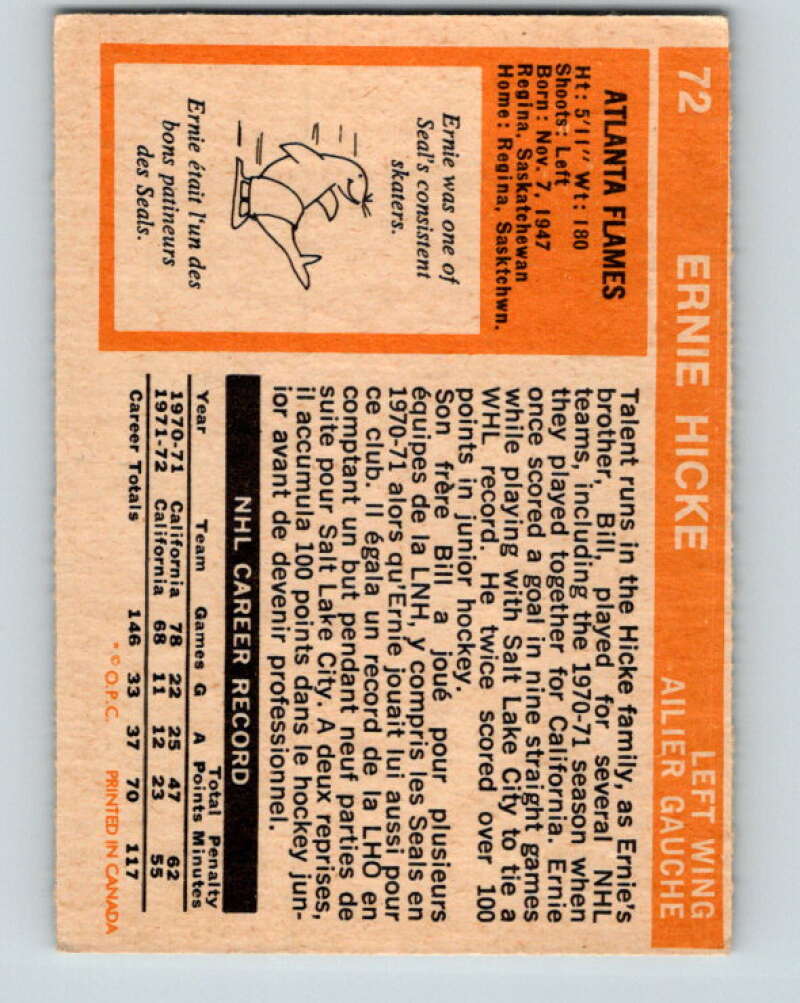 72 ERNIE HICKE LEFT WING
AILIER GAUCHE
ATLANTA FLAMES
Ht: 5'11" Wt: 180
Shoots: Left
Born: Nov. 7, 1947
Regina, Saskatchewan
Home: Regina, Sasktchwn.
Ernie was one of
Seal's consistent
skaters.
Ernie était l'un des
bons patineurs
des Seals.
Talent runs in the Hicke family, as Ernie's
brother, Bill, played for several NHL
teams, including the 1970-71 season when
they played together for California. Ernie
once scored a goal in nine straight games
while playing with Salt Lake City to tie a
WHL record. He twice scored over 100
points in junior hockey.
Son frère Bill a joué pour plusieurs
équipes de la LNH, y compris les Seals en
1970-71 alors qu'Ernie jouait lui aussi pour
ce club. Il égala un record de la LHO en
comptant un but pendant neuf parties de
suite pour Salt Lake City. A deux reprises,
il accumula 100 points dans le hockey jun-
ior avant de devenir professionnel.
NHL CAREER RECORD
Total Penalty
Year Team Games G A Points Minutes
1970-71 California 78 22 25 47 62
1971-72 California 68 11 12 23 55
Career Totals 146 33 37 70 117
* © O.P.C. PRINTED IN CANADA